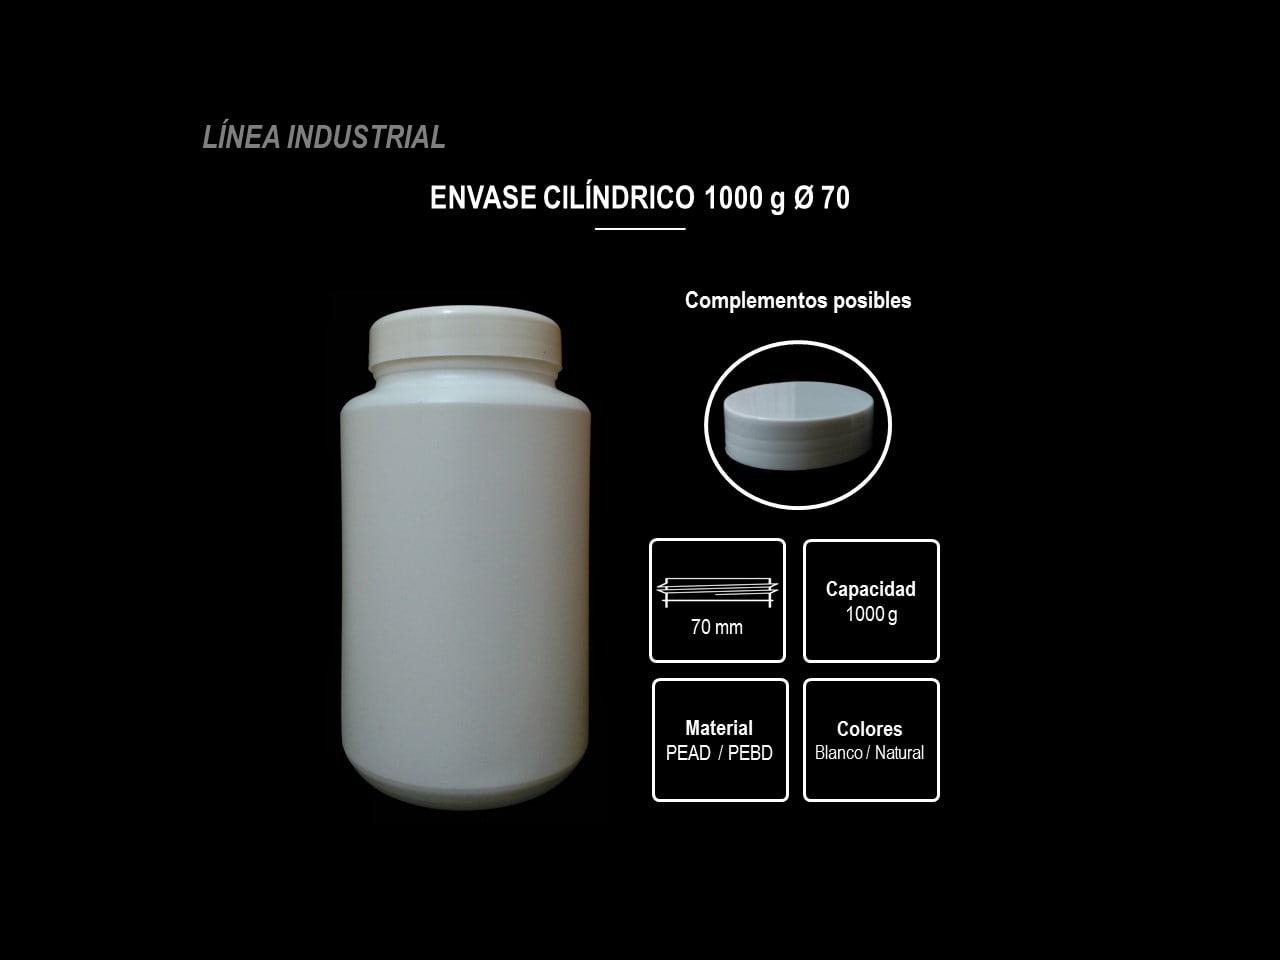 LÍNEA INDUSTRIAL
ENVASE CILÍNDRICO 1000 g Ø 70
Complementos posibles
70 mm
Capacidad
1000 g
Material
PEAD / PEBD
Colores
Blanco / Natural